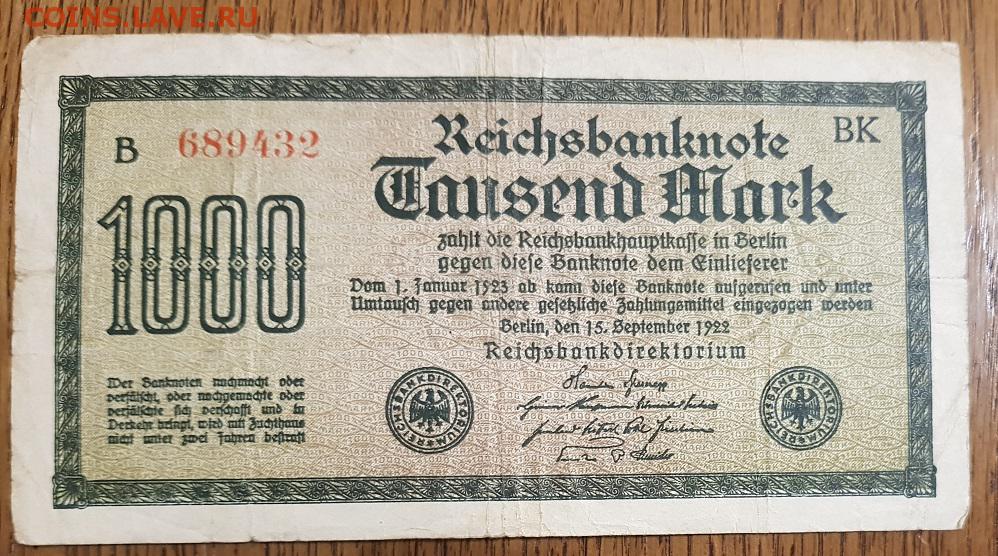 COINS.LAVE.RU
B 689432
BK
Reichsbanknote
Tausend Mark
1000
zahlt die Reichsbankhauptkasse in Berlin
gegen diese Banknote dem Einlieferer
Vom 1. Januar 1923 ab kann diese Banknote aufgerufen und unter
Umtausch gegen andere gesetzliche Zahlungsmittel eingezogen werden
Berlin, den 15. September 1922
Reichsbankdirektorium
Wer Banknoten nachmacht oder
verfälscht, oder nachgemachte oder
verfälschte sich verschafft und in
Verkehr bringt, wird mit Zuchthaus
nicht unter zwei Jahren bestraft
REICHSBANKDIREKTORIUM
REICHSBANKDIREKTORIUM